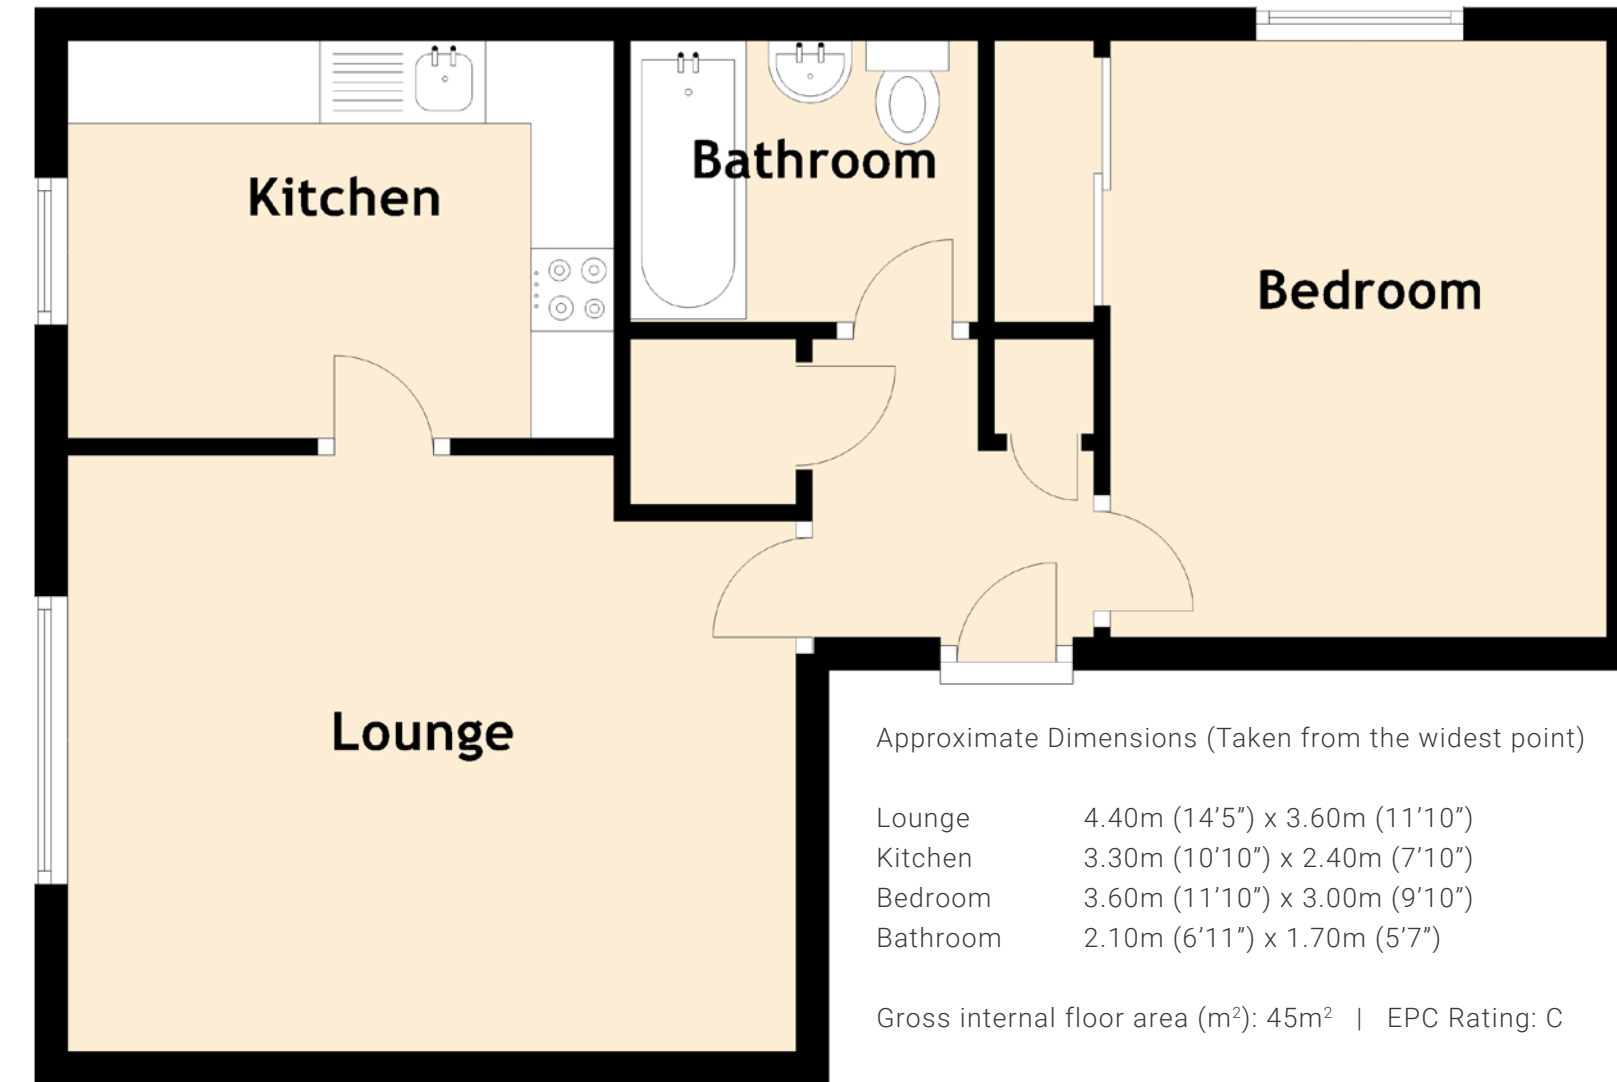 Kitchen
Bathroom
Bedroom
Lounge
Approximate Dimensions (Taken from the widest point)
Lounge 4.40m (14’5”) x 3.60m (11’10”)
Kitchen 3.30m (10’10”) x 2.40m (7’10”)
Bedroom 3.60m (11’10”) x 3.00m (9’10”)
Bathroom 2.10m (6’11”) x 1.70m (5’7”)
Gross internal floor area (m²): 45m² | EPC Rating: C